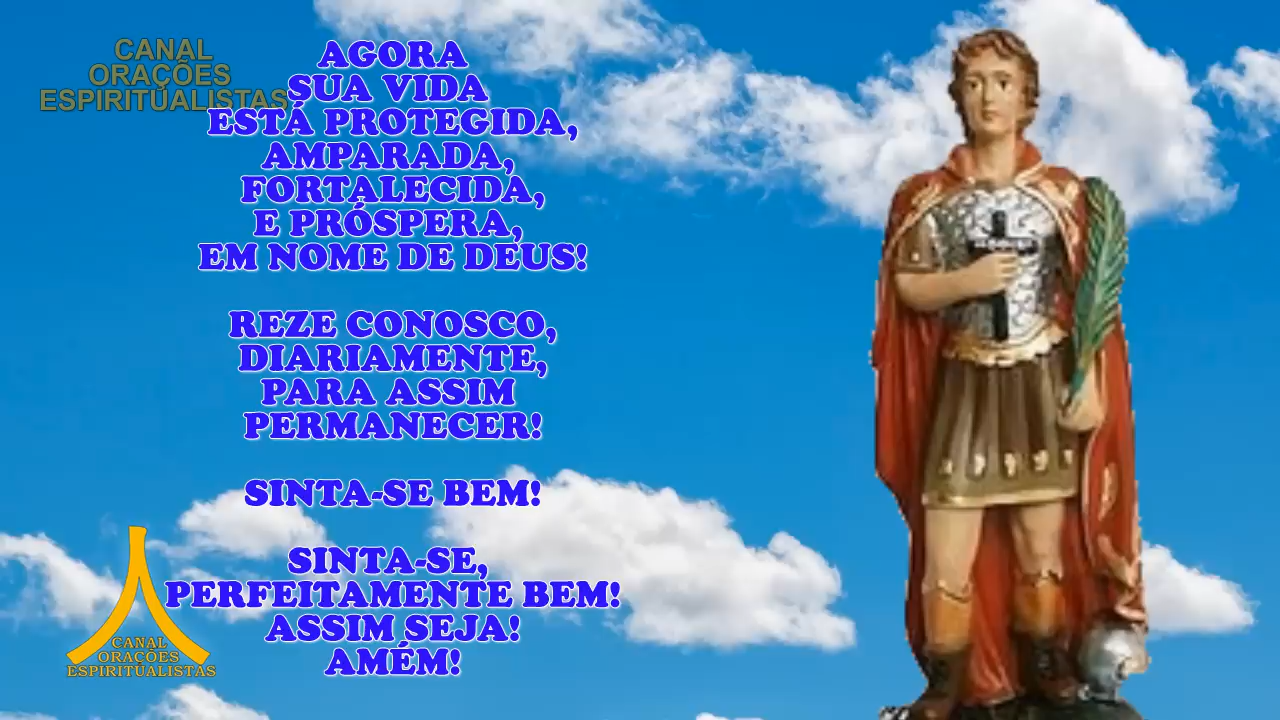 CANAL
ORAÇÕES
ESPIRITUALISTAS
AGORA
SUA VIDA
ESTÁ PROTEGIDA,
AMPARADA,
FORTALECIDA,
E PRÓSPERA,
EM NOME DE DEUS!
REZE CONOSCO,
DIARIAMENTE,
PARA ASSIM
PERMANECER!
SINTA-SE BEM!
SINTA-SE,
PERFEITAMENTE BEM!
ASSIM SEJA!
AMÉM!
CANAL
ORAÇÕES
ESPIRITUALISTAS